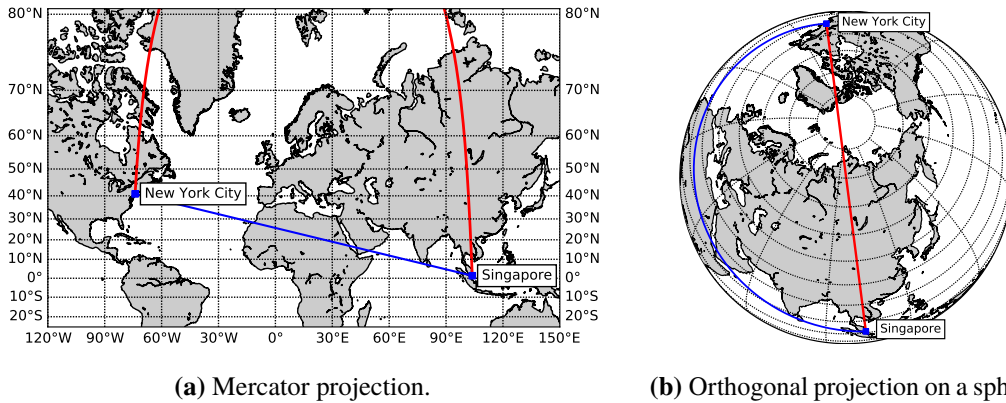 80°N
80°N
70°N
70°N
60°N
60°N
50°N
50°N
40°N
New York City
40°N
30°N
30°N
20°N
20°N
10°N
10°N
0°
Singapore
0°
10°S
10°S
20°S
20°S
120°W 90°W 60°W 30°W 0° 30°E 60°E 90°E 120°E 150°E
(a) Mercator projection.
New York City
Singapore
(b) Orthogonal projection on a sph